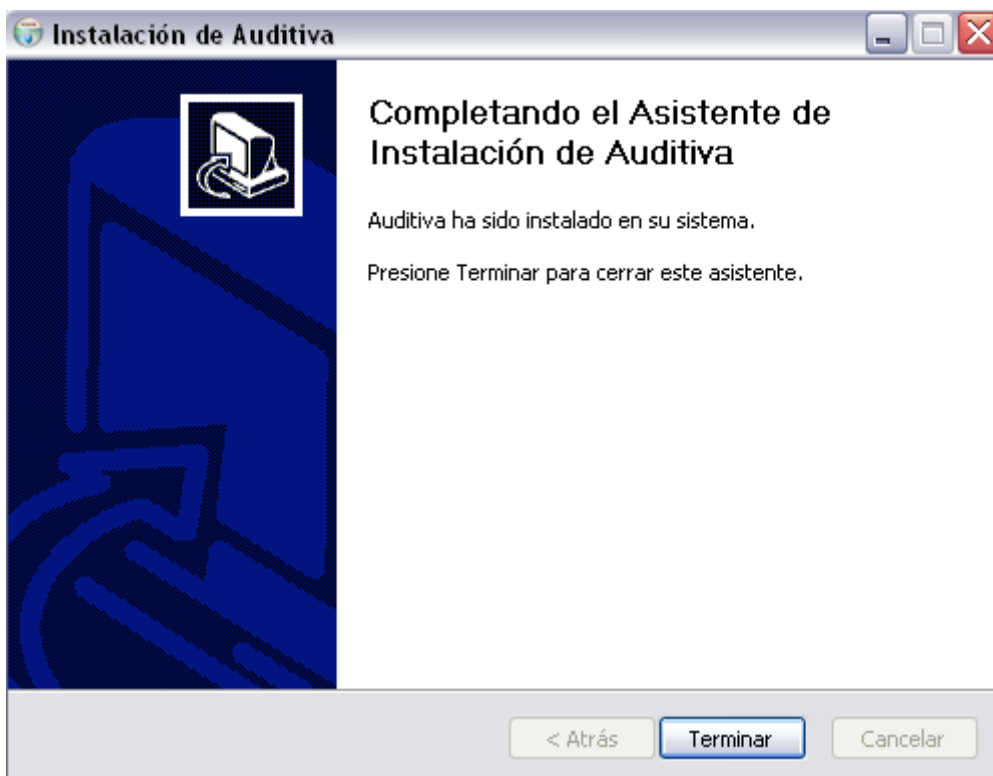 Instalación de Auditiva
Completando el Asistente de
Instalación de Auditiva
Auditiva ha sido instalado en su sistema.
Presione Terminar para cerrar este asistente.
< Atrás
Terminar
Cancelar